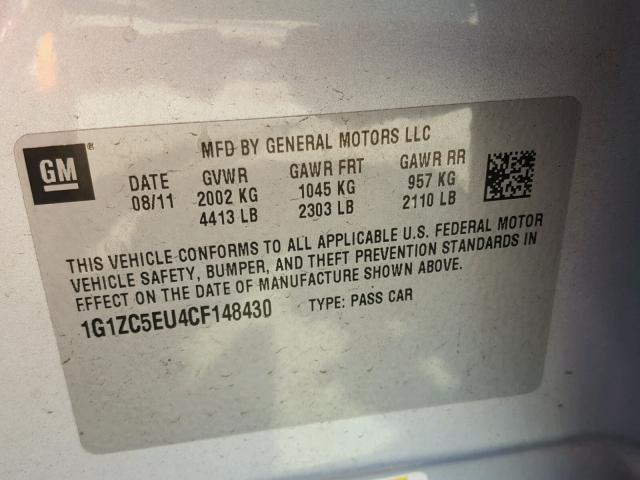 GM
®
MFD BY GENERAL MOTORS LLC
DATE GVWR GAWR FRT GAWR RR
08/11 2002 KG 1045 KG 957 KG
4413 LB 2303 LB 2110 LB
THIS VEHICLE CONFORMS TO ALL APPLICABLE U.S. FEDERAL MOTOR
VEHICLE SAFETY, BUMPER, AND THEFT PREVENTION STANDARDS IN
EFFECT ON THE DATE OF MANUFACTURE SHOWN ABOVE.
1G1ZC5EU4CF148430 TYPE: PASS CAR